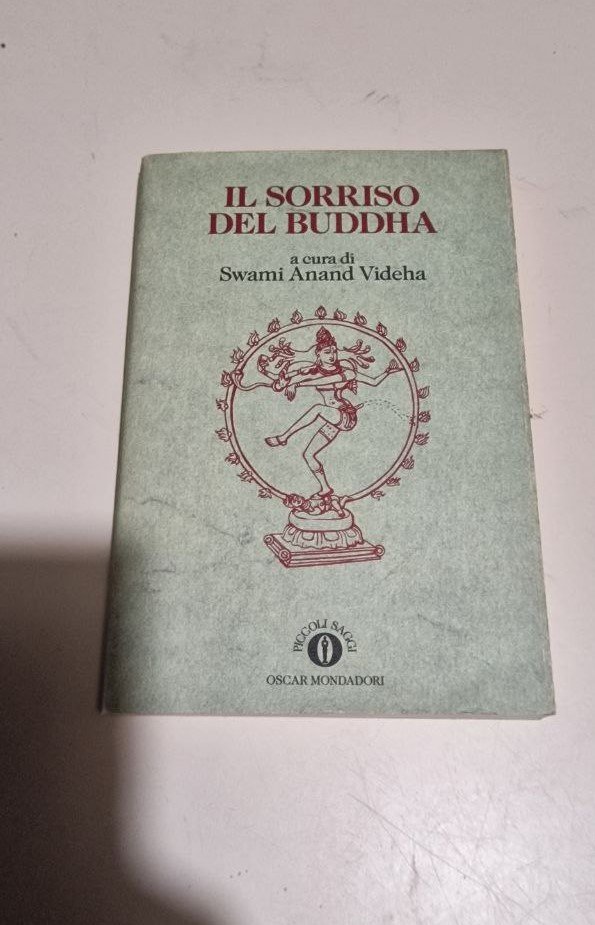 IL SORRISO
DEL BUDDHA
a cura di
Swami Anand Videha
PICCOLI SAGGI
OSCAR MONDADORI